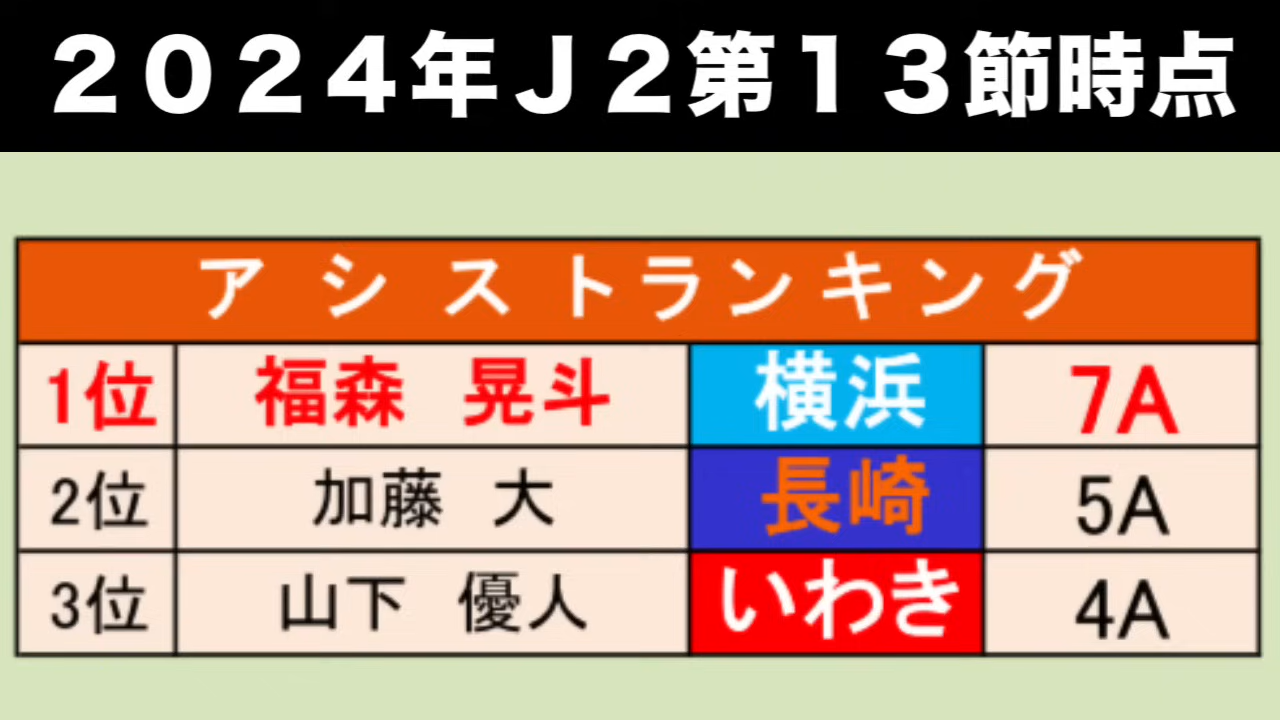 ２０２４年Ｊ２第１３節時点
アシストランキング
1位 福森 晃斗 横浜 7A
2位 加藤 大 長崎 5A
3位 山下 優人 いわき 4A